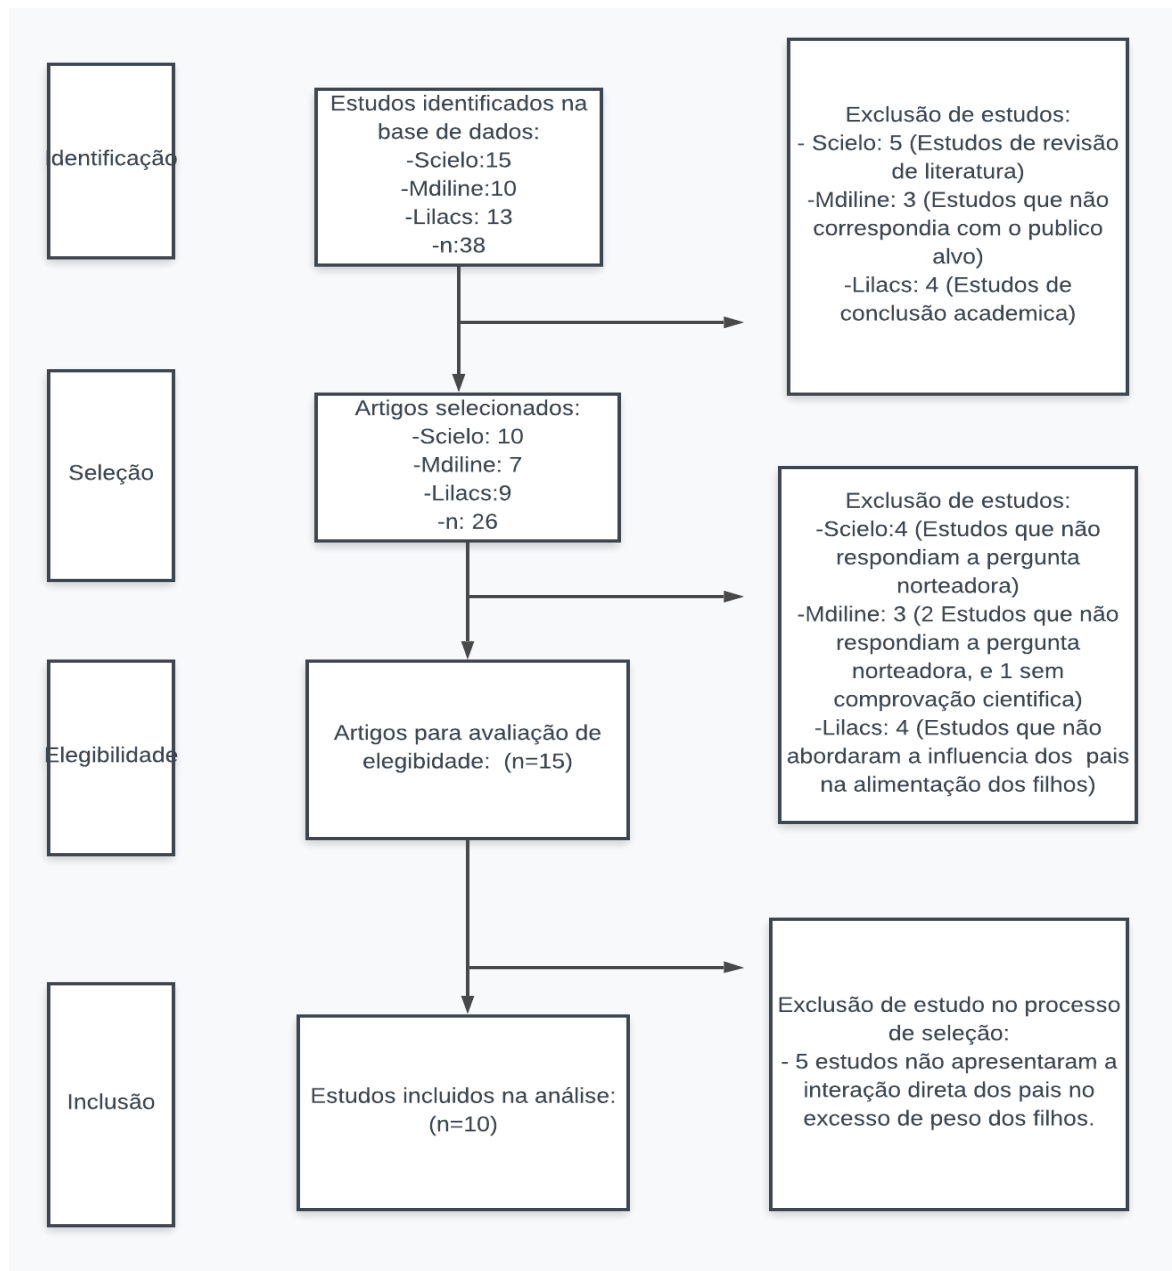 Identificação
Estudos identificados na
base de dados:
-Scielo:15
-Mdiline:10
-Lilacs: 13
-n:38
Exclusão de estudos:
- Scielo: 5 (Estudos de revisão
de literatura)
-Mdiline: 3 (Estudos que não
correspondia com o publico
alvo)
-Lilacs: 4 (Estudos de
conclusão academica)
Seleção
Artigos selecionados:
-Scielo: 10
-Mdiline: 7
-Lilacs:9
-n: 26
Exclusão de estudos:
-Scielo:4 (Estudos que não
respondiam a pergunta
norteadora)
-Mdiline: 3 (2 Estudos que não
respondiam a pergunta
norteadora, e 1 sem
comprovação cientifica)
-Lilacs: 4 (Estudos que não
abordaram a influencia dos  pais
na alimentação dos filhos)
Elegibilidade
Artigos para avaliação de
elegibidade:  (n=15)
Exclusão de estudo no processo
de seleção:
- 5 estudos não apresentaram a
interação direta dos pais no
excesso de peso dos filhos.
Inclusão
Estudos incluidos na análise:
(n=10)